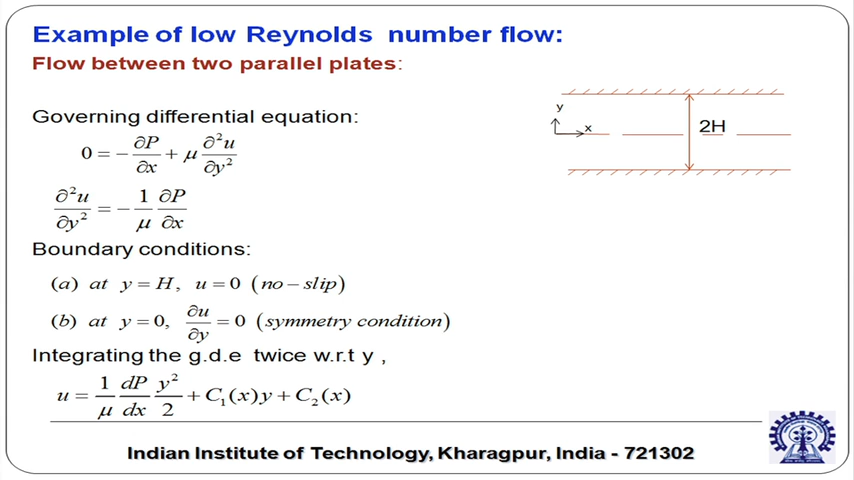 Example of low Reynolds number flow:
Flow between two parallel plates:
Governing differential equation:
0 = −∂P/∂x + μ ∂²u/∂y²
∂²u/∂y² = −1/μ ∂P/∂x
Boundary conditions:
(a) at y = H, u = 0 (no − slip)
(b) at y = 0, ∂u/∂y = 0 (symmetry condition)
Integrating the g.d.e twice w.r.t y ,
u = 1/μ dP/dx y²/2 + C₁(x)y + C₂(x)
y
x
2H
Indian Institute of Technology, Kharagpur, India - 721302